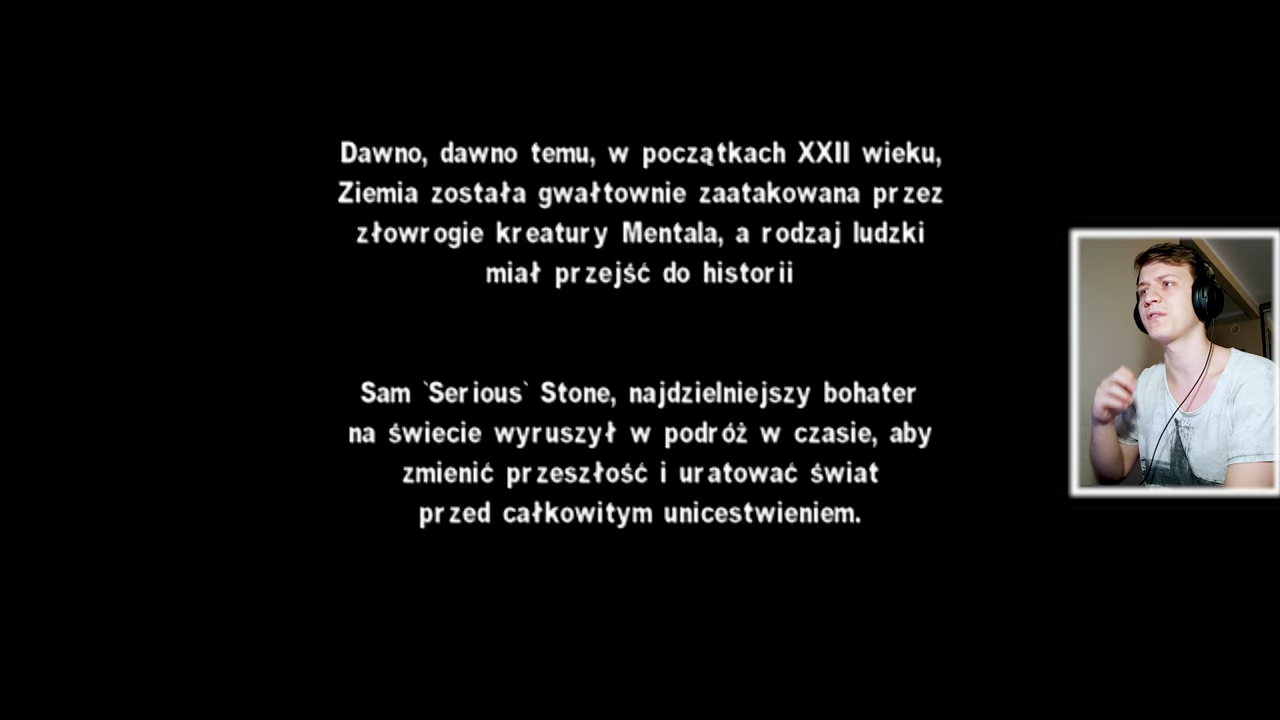 Dawno, dawno temu, w początkach XXII wieku,
Ziemia została gwałtownie zaatakowana przez
złowrogie kreatury Mentala, a rodzaj ludzki
miał przejść do historii
Sam `Serious` Stone, najdzielniejszy bohater
na świecie wyruszył w podróż w czasie, aby
zmienić przeszłość i uratować świat
przed całkowitym unicestwieniem.